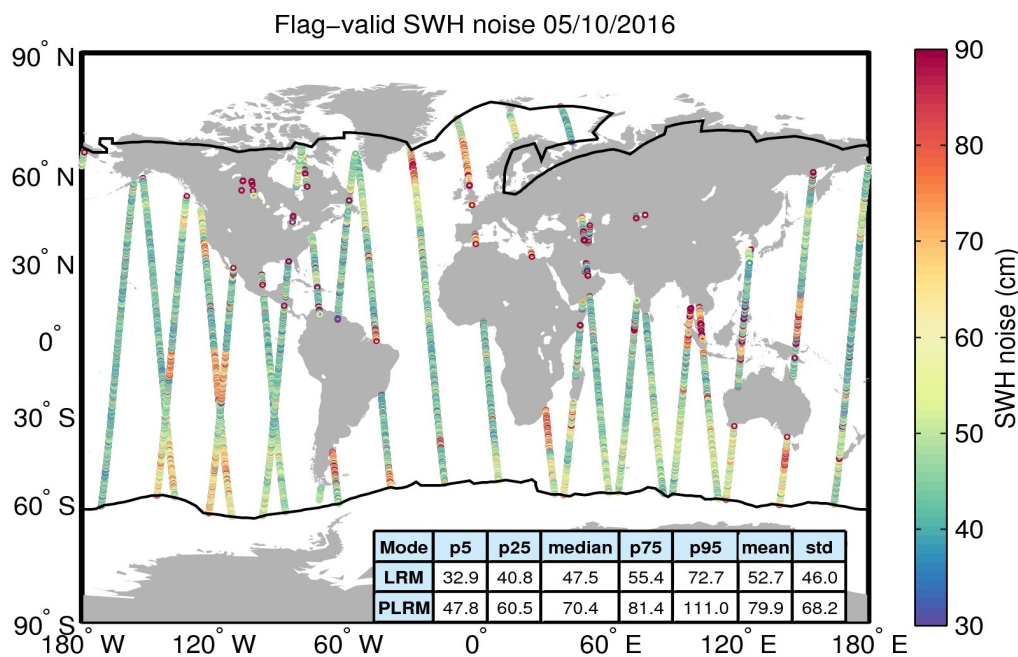 Flag−valid SWH noise 05/10/2016
90° N
60° N
30° N
0°
30° S
60° S
90° S
180° W
120° W
60° W
0°
60° E
120° E
180° E
90
80
70
60
50
40
30
SWH noise (cm)
Mode p5 p25 median p75 p95 mean std
LRM 32.9 40.8 47.5 55.4 72.7 52.7 46.0
PLRM 47.8 60.5 70.4 81.4 111.0 79.9 68.2